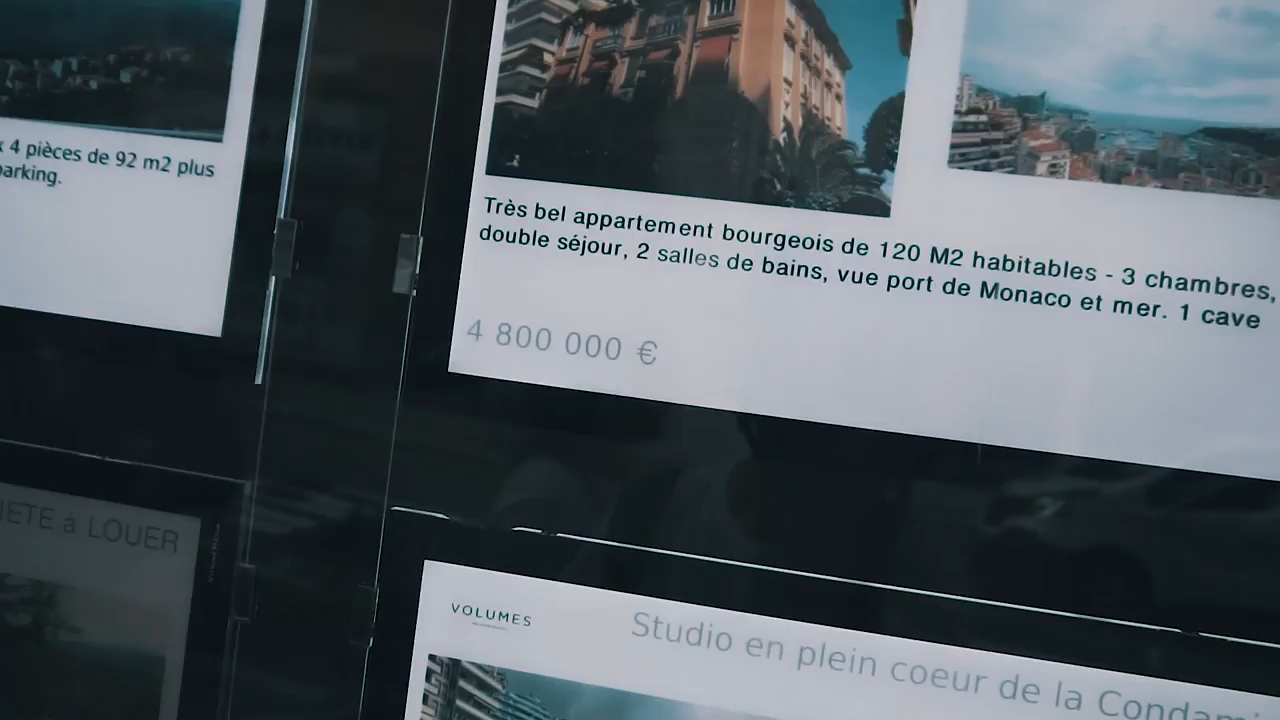 4 pièces de 92 m2 plus
parking.
Très bel appartement bourgeois de 120 M2 habitables - 3 chambres,
double séjour, 2 salles de bains, vue port de Monaco et mer. 1 cave
4 800 000 €
à LOUER
VOLUMES
Studio en plein coeur de la